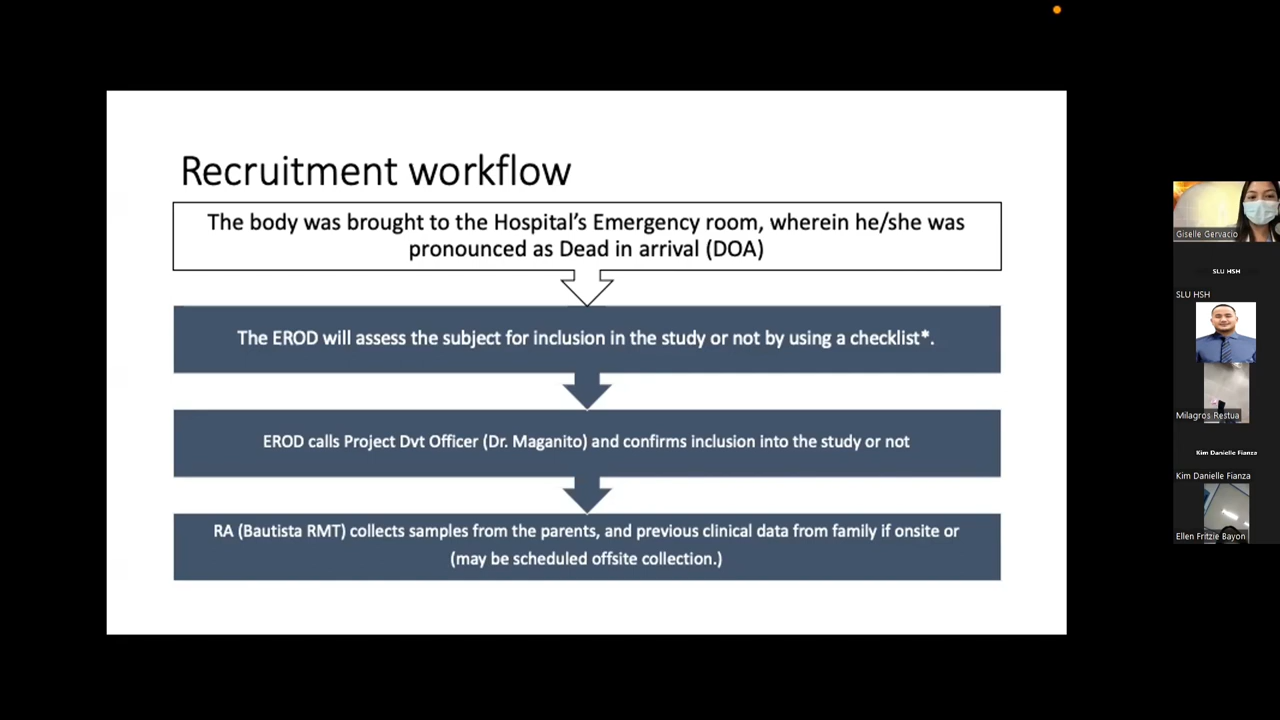 Recruitment workflow
The body was brought to the Hospital's Emergency room, wherein he/she was
pronounced as Dead in arrival (DOA)
The EROD will assess the subject for inclusion in the study or not by using a checklist*.
EROD calls Project Dvt Officer (Dr. Maganito) and confirms inclusion into the study or not
RA (Bautista RMT) collects samples from the parents, and previous clinical data from family if onsite or
(may be scheduled offsite collection.)
Giselle Gervacio
SLU HSH
SLU HSH
Milagros Restua
Kim Danielle Fianza
Kim Danielle Fianza
Ellen Fritzie Bayon